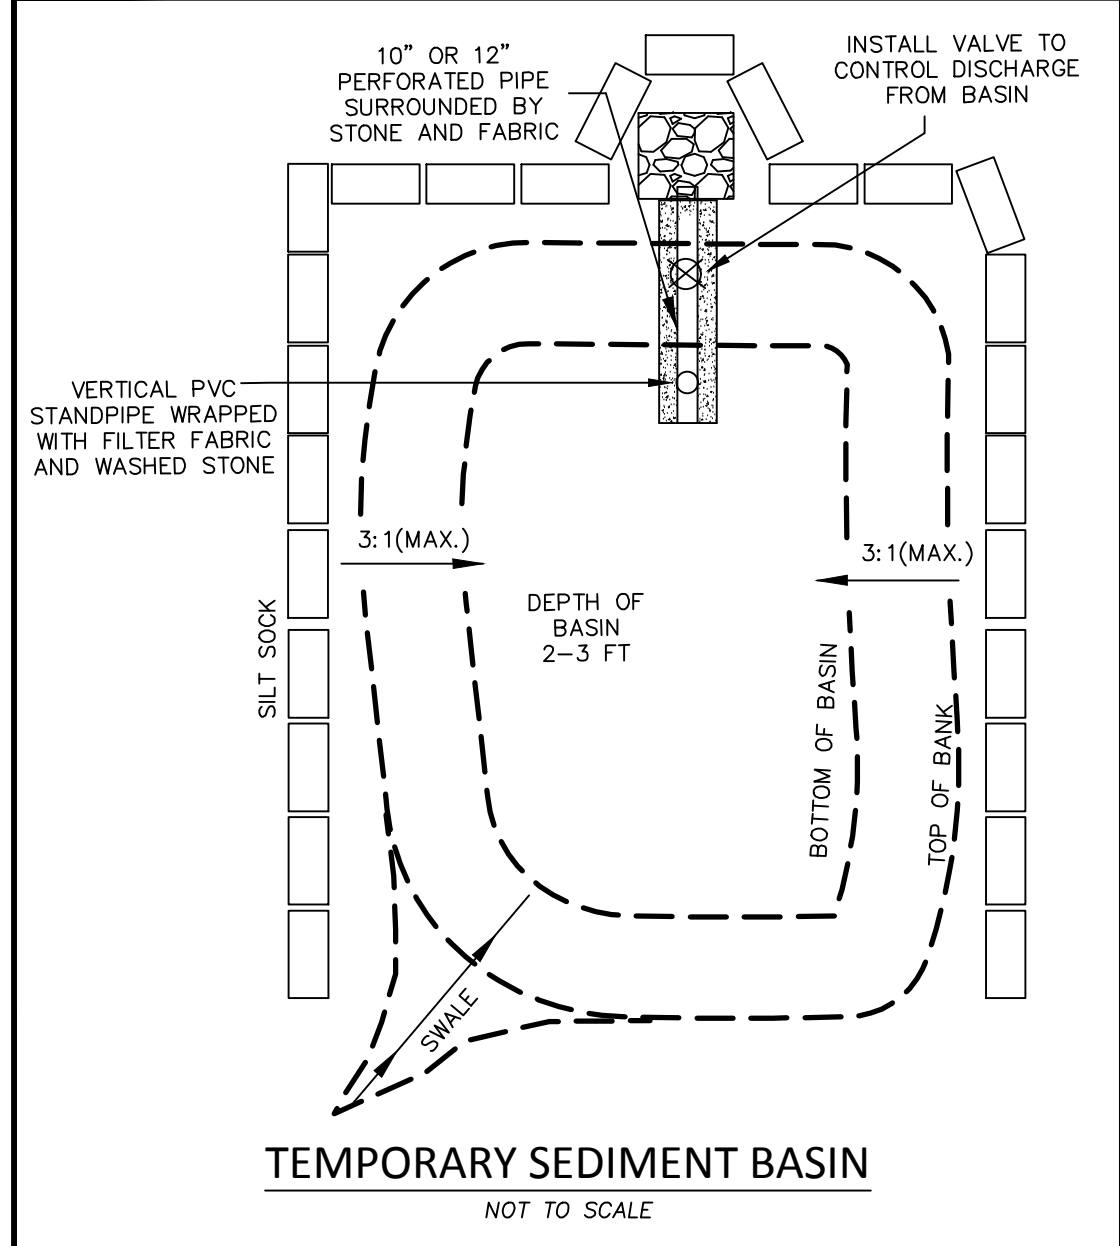 10” OR 12”
PERFORATED PIPE
SURROUNDED BY
STONE AND FABRIC
INSTALL VALVE TO
CONTROL DISCHARGE
FROM BASIN
VERTICAL PVC
STANDPIPE WRAPPED
WITH FILTER FABRIC
AND WASHED STONE
3:1(MAX.)
3:1(MAX.)
DEPTH OF
BASIN
2–3 FT
SILT SOCK
BOTTOM OF BASIN
TOP OF BANK
SWALE
TEMPORARY SEDIMENT BASIN
NOT TO SCALE